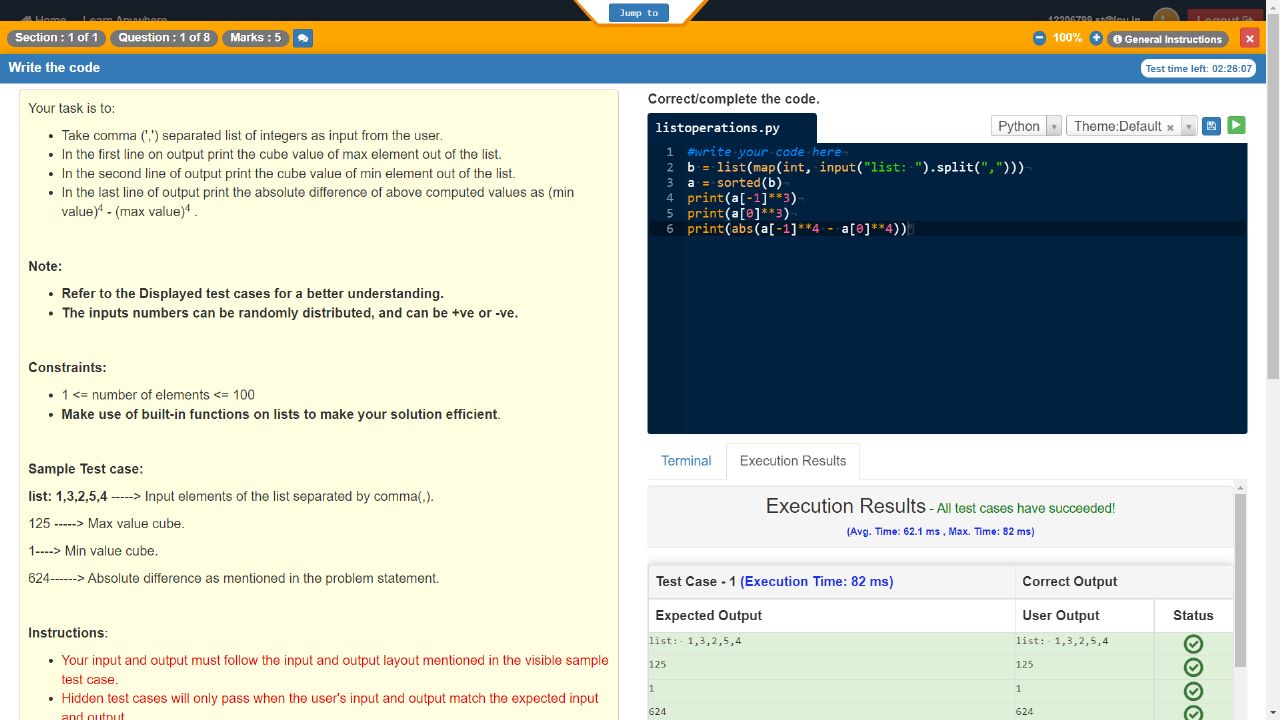 Home Learn Anywhere
Jump to
12206799.st@lpu.in
Logout
Section : 1 of 1 Question : 1 of 8 Marks : 5
100% General Instructions
Write the code
Test time left: 02:26:07
Your task is to:
Take comma (',') separated list of integers as input from the user.
In the first line on output print the cube value of max element out of the list.
In the second line of output print the cube value of min element out of the list.
In the last line of output print the absolute difference of above computed values as (min
value)⁴ - (max value)⁴ .
Note:
Refer to the Displayed test cases for a better understanding.
The inputs numbers can be randomly distributed, and can be +ve or -ve.
Constraints:
1 <= number of elements <= 100
Make use of built-in functions on lists to make your solution efficient.
Sample Test case:
list: 1,3,2,5,4 -----> Input elements of the list separated by comma(,).
125 -----> Max value cube.
1----> Min value cube.
624------> Absolute difference as mentioned in the problem statement.
Instructions:
Your input and output must follow the input and output layout mentioned in the visible sample
test case.
Hidden test cases will only pass when the user's input and output match the expected input
and output.
Correct/complete the code.
listoperations.py
Python Theme:Default ×
1 #write your code here
2 b = list(map(int, input("list: ").split(",")))
3 a = sorted(b)
4 print(a[-1]**3)
5 print(a[0]**3)
6 print(abs(a[-1]**4 - a[0]**4))
Terminal Execution Results
Execution Results - All test cases have succeeded!
(Avg. Time: 62.1 ms , Max. Time: 82 ms)
Test Case - 1 (Execution Time: 82 ms) Correct Output
Expected Output User Output Status
list: 1,3,2,5,4 list: 1,3,2,5,4
125 125
1 1
624 624